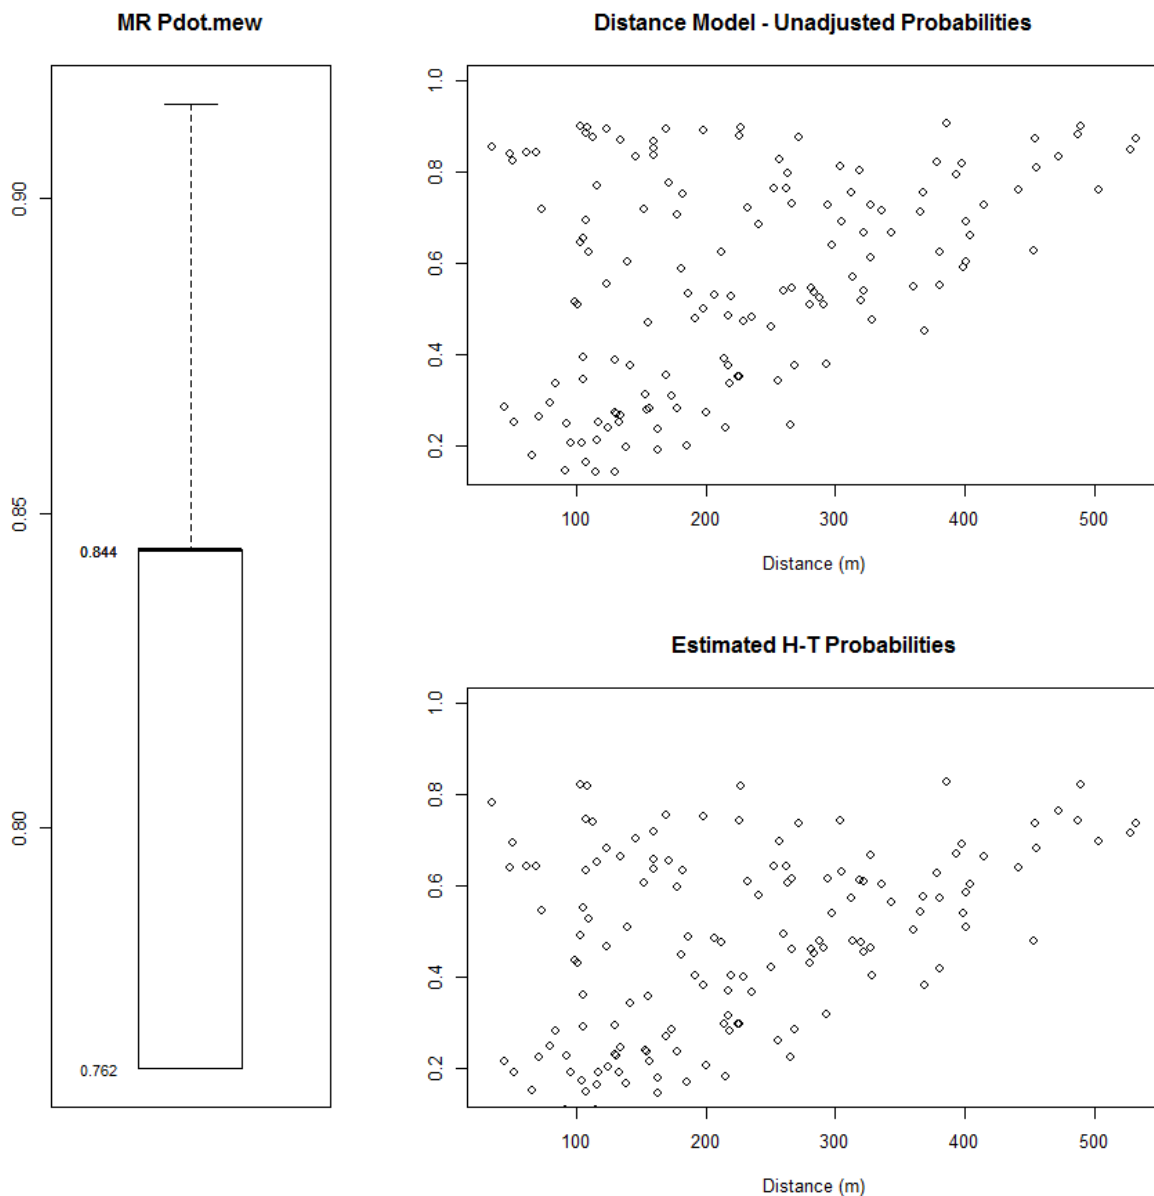 MR Pdot.mew
0.90
0.85
0.844
0.80
0.762
Distance Model - Unadjusted Probabilities
1.0
0.8
0.6
0.4
0.2
100 200 300 400 500
Distance (m)
Estimated H-T Probabilities
1.0
0.8
0.6
0.4
0.2
100 200 300 400 500
Distance (m)